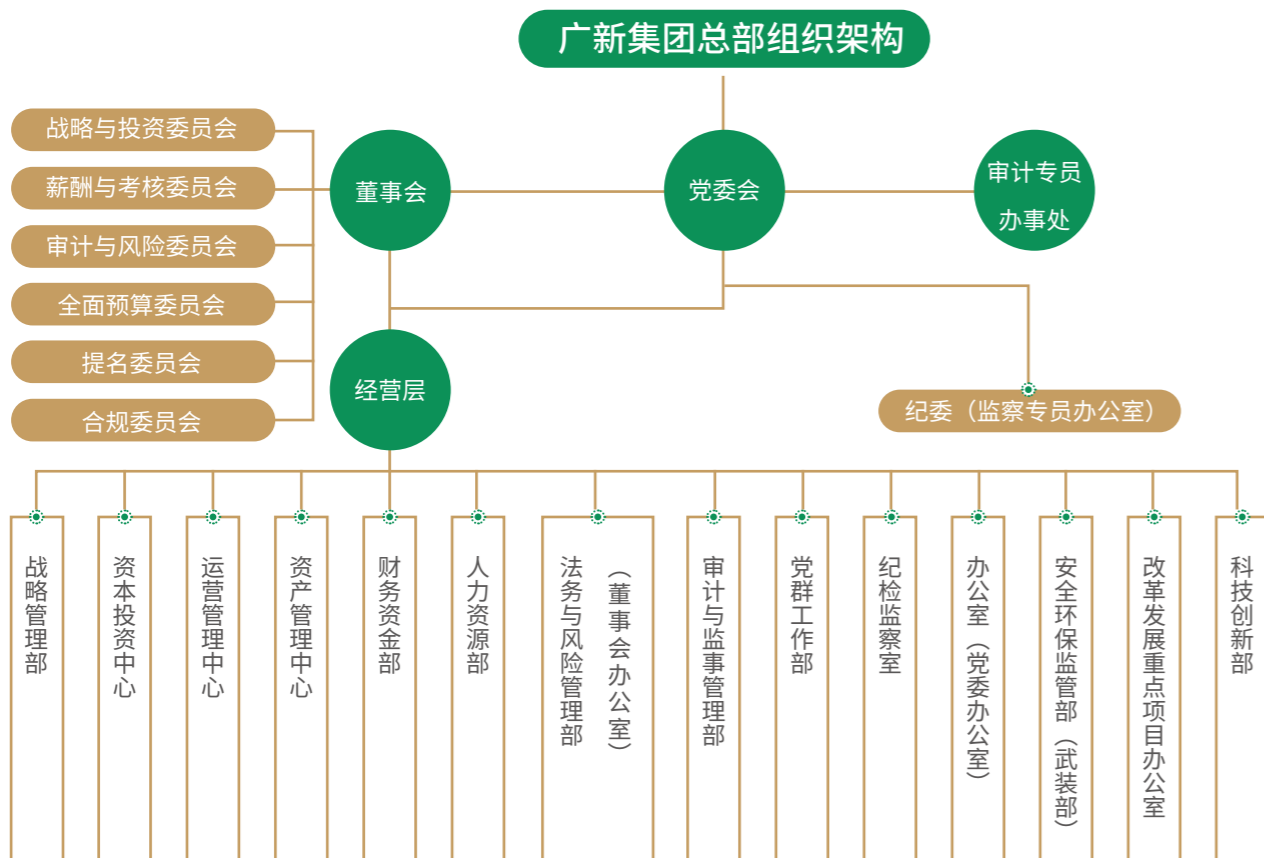 广新集团总部组织架构
战略与投资委员会
薪酬与考核委员会
审计与风险委员会
全面预算委员会
提名委员会
合规委员会
董事会
党委会
审计专员
办事处
经营层
纪委（监察专员办公室）
战略管理部
资本投资中心
运营管理中心
资产管理中心
财务资金部
人力资源部
法务与风险管理部
（董事会办公室）
审计与监事管理部
党群工作部
纪检监察室
办公室（党委办公室）
安全环保监管部（武装部）
改革发展重点项目办公室
科技创新部